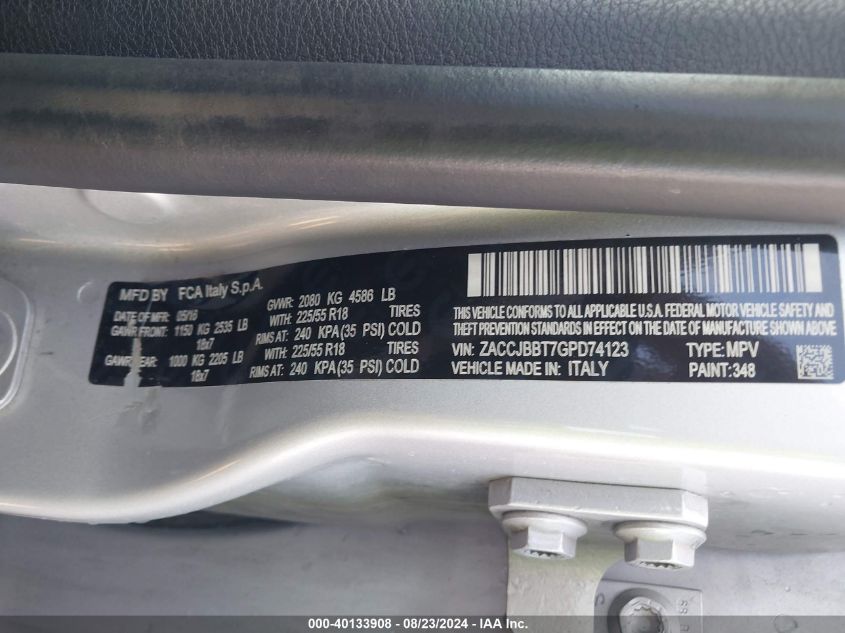 MFD BY FCA Italy S.p.A.
DATE OF MFR: 05/16 GVWR: 2080 KG 4586 LB
GAWR FRONT: 1150 KG 2535 LB WITH: 225/55 R18 TIRES
18x7 RIMS AT: 240 KPA(35 PSI) COLD
GAWR REAR: 1000 KG 2205 LB WITH: 225/55 R18 TIRES
18x7 RIMS AT: 240 KPA(35 PSI) COLD
THIS VEHICLE CONFORMS TO ALL APPLICABLE U.S.A. FEDERAL MOTOR VEHICLE SAFETY AND
THEFT PREVENTION STANDARDS IN EFFECT ON THE DATE OF MANUFACTURE SHOWN ABOVE.
VIN: ZACCJBBT7GPD74123 TYPE: MPV
VEHICLE MADE IN: ITALY PAINT:348
000-40133908 - 08/23/2024 - IAA Inc.